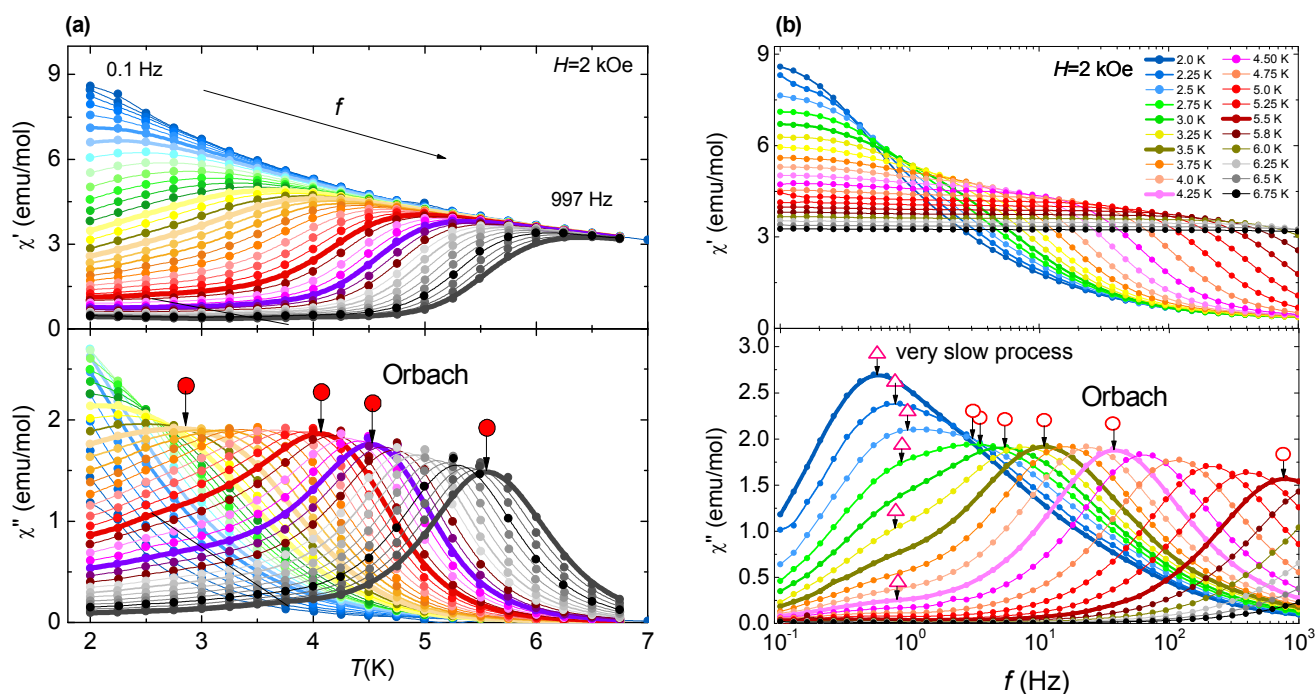 (a)
0.1 Hz
H=2 kOe
f
997 Hz
χ' (emu/mol)
9
6
3
0
Orbach
χ'' (emu/mol)
2
1
0
2 3 4 5 6 7
T(K)
(b)
H=2 kOe
2.0 K 4.50 K
2.25 K 4.75 K
2.5 K 5.0 K
2.75 K 5.25 K
3.0 K 5.5 K
3.25 K 5.8 K
3.5 K 6.0 K
3.75 K 6.25 K
4.0 K 6.5 K
4.25 K 6.75 K
χ' (emu/mol)
9
6
3
0
very slow process
Orbach
χ'' (emu/mol)
3.0
2.5
2.0
1.5
1.0
0.5
0.0
10⁻¹ 10⁰ 10¹ 10² 10³
f (Hz)